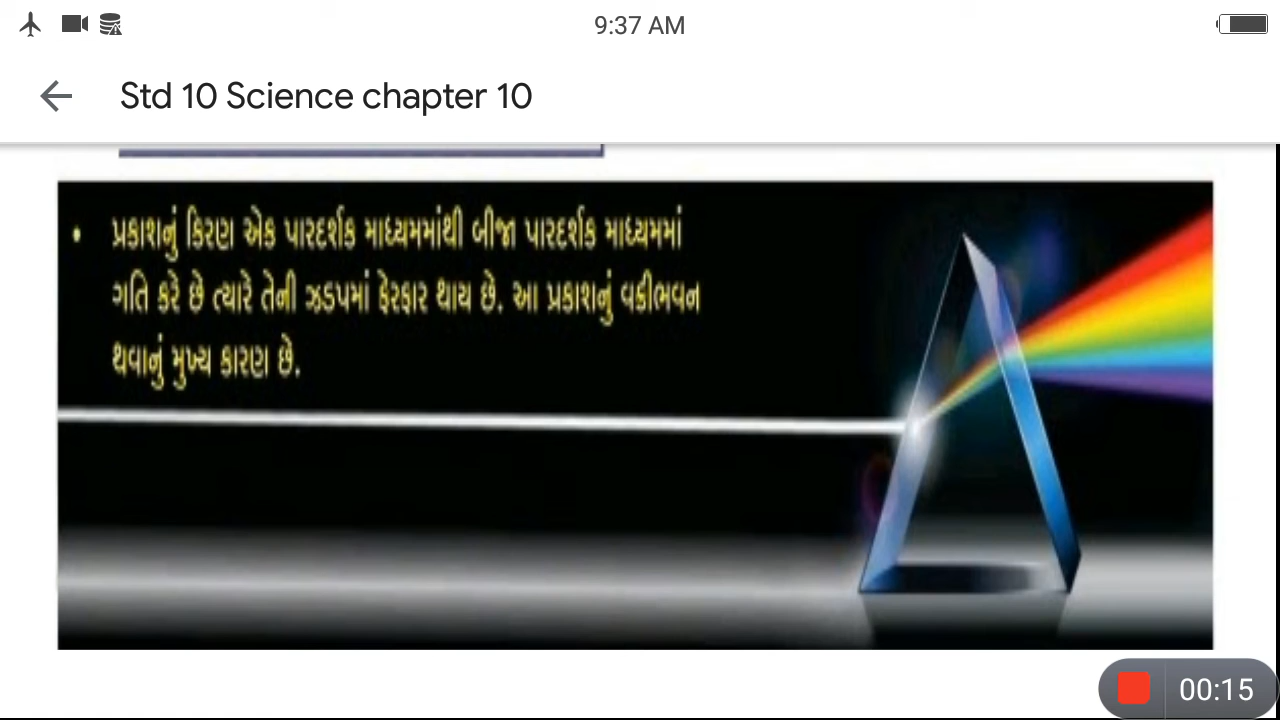 9:37 AM
Std 10 Science chapter 10
• પ્રકાશનું કિરણ એક પારદર્શક માધ્યમમાંથી બીજા પારદર્શક માધ્યમમાં
ગતિ કરે છે ત્યારે તેની ઝડપમાં ફેરફાર થાય છે. આ પ્રકાશનું વક્રીભવન
થવાનું મુખ્ય કારણ છે.
00:15